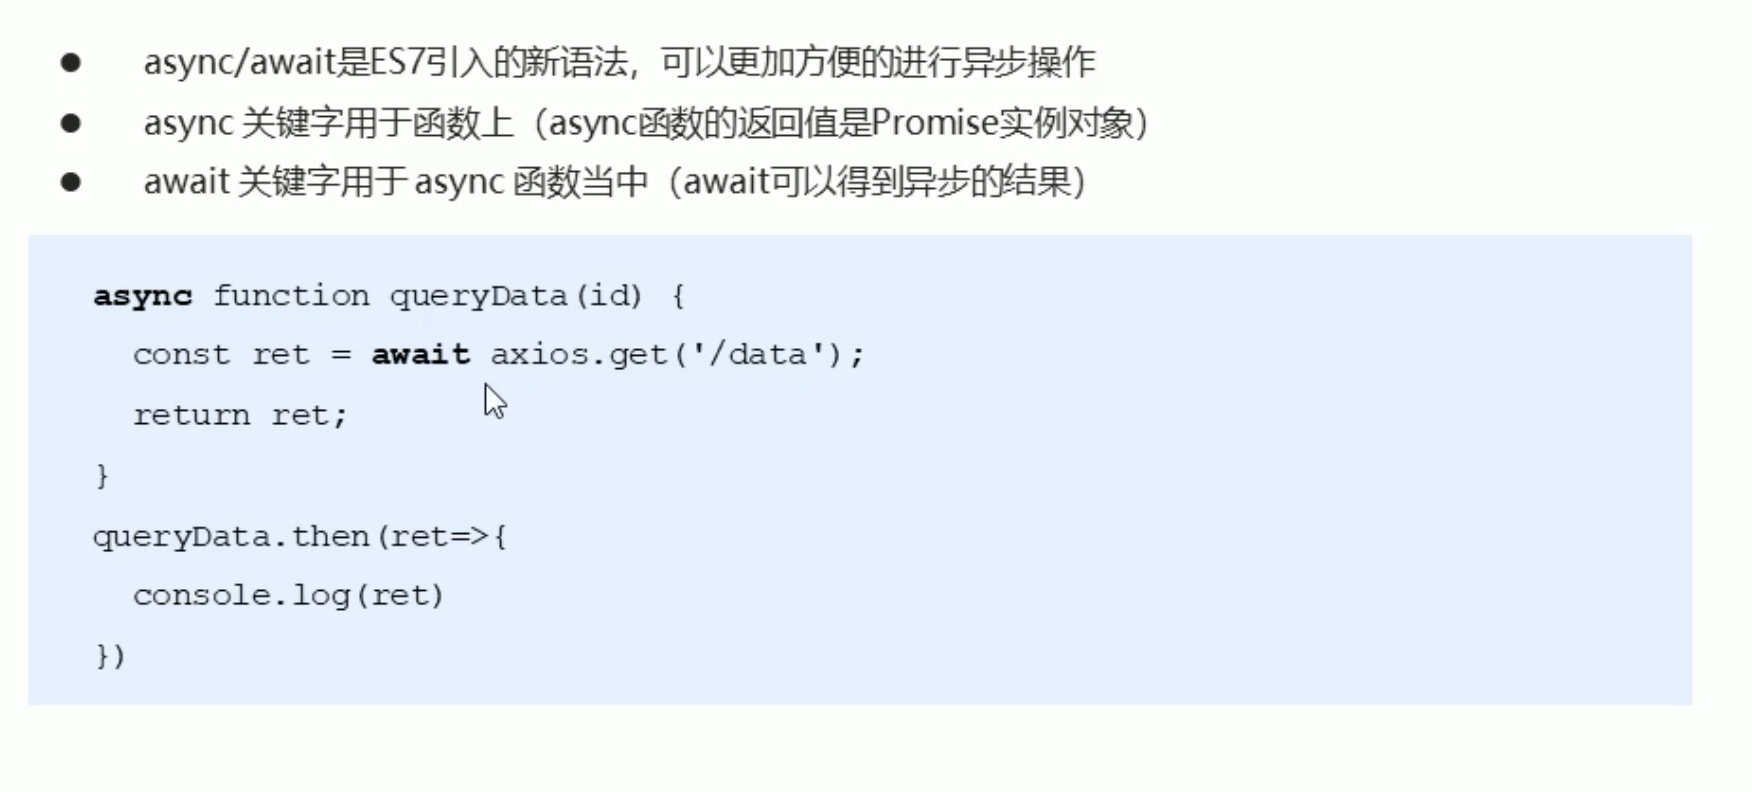 ● async/await是ES7引入的新语法，可以更加方便的进行异步操作
● async 关键字用于函数上（async函数的返回值是Promise实例对象）
● await 关键字用于 async 函数当中（await可以得到异步的结果）
async function queryData(id) {
  const ret = await axios.get('/data');
  return ret;
}
queryData.then(ret=>{
  console.log(ret)
})